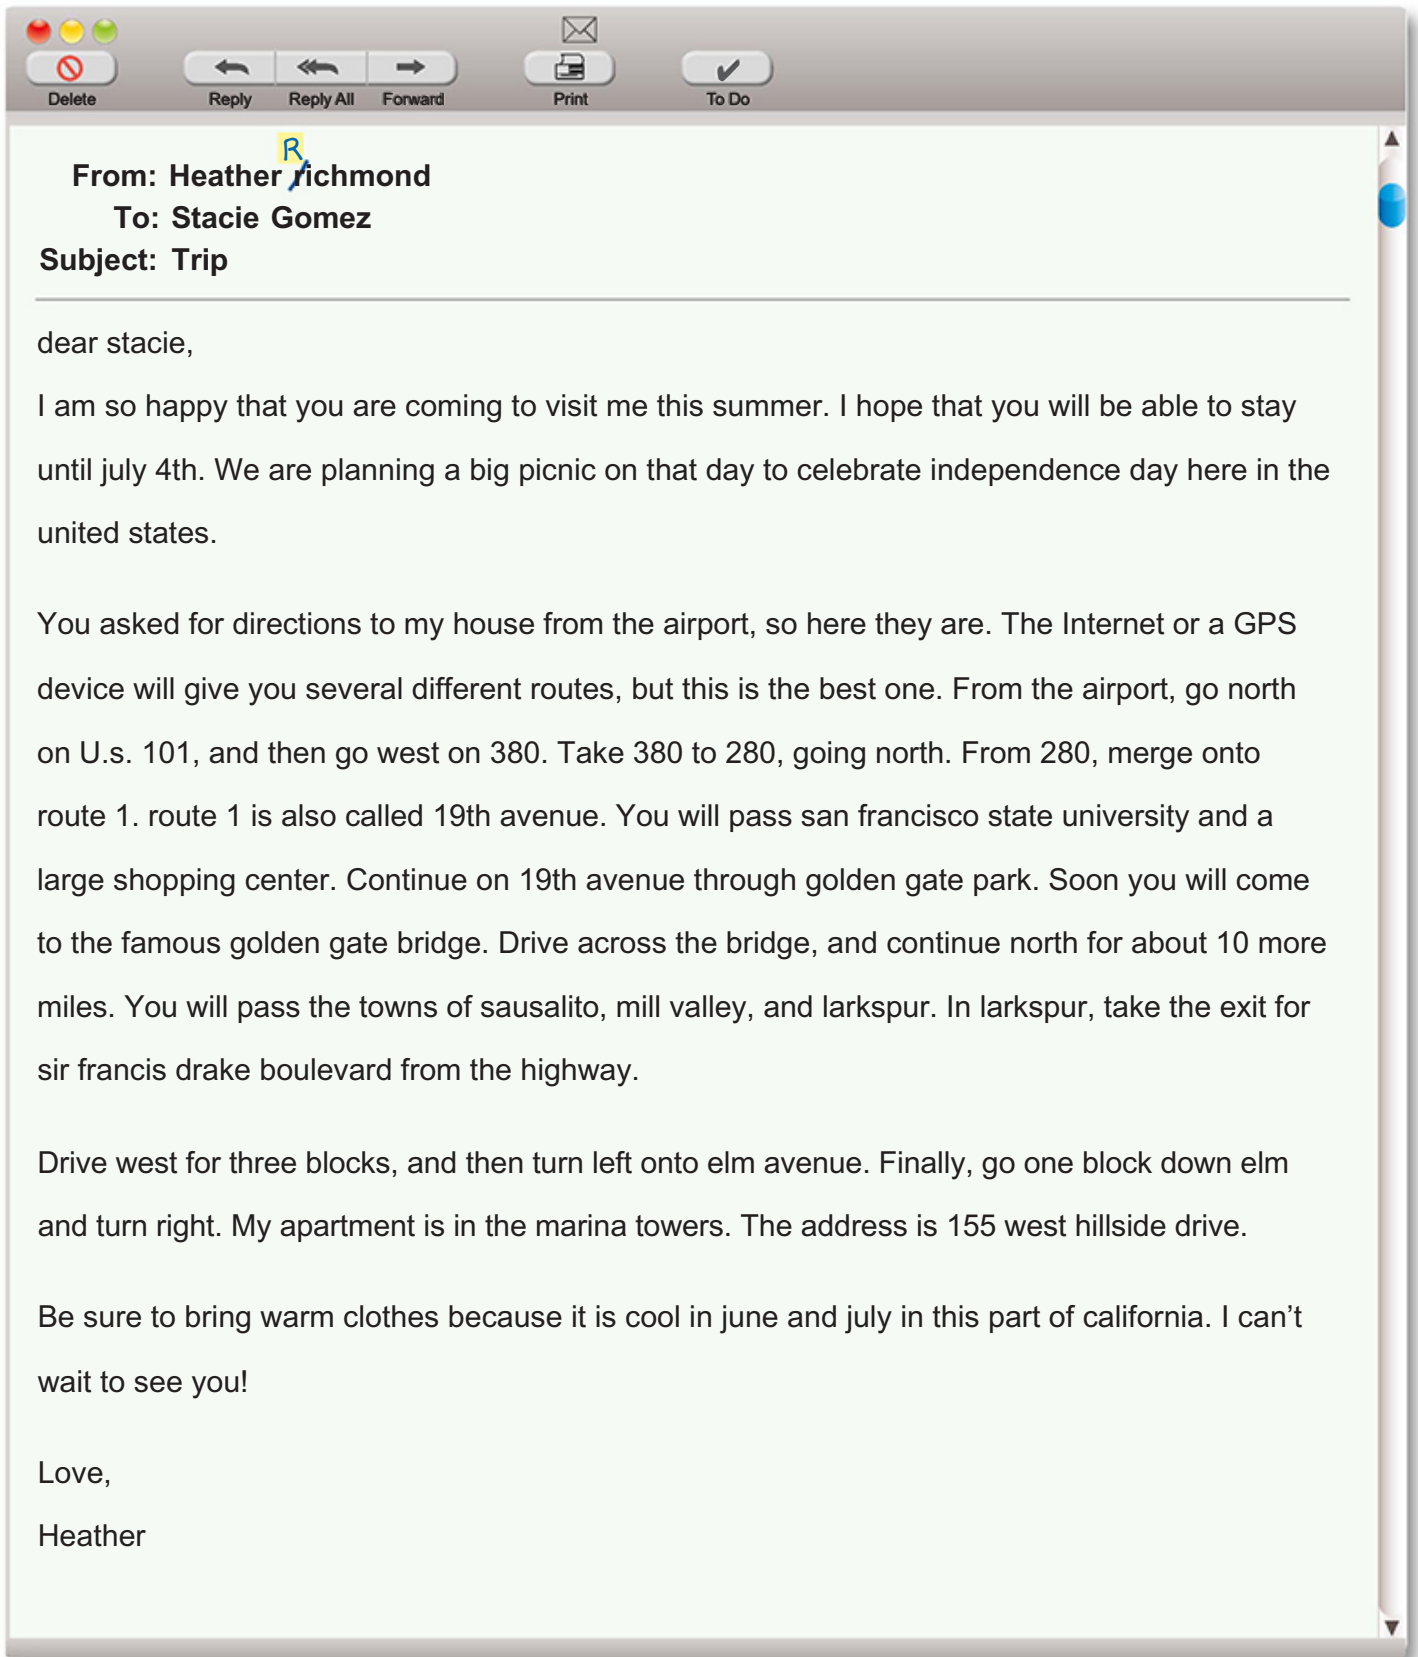 Delete Reply Reply All Forward Print To Do
R
From: Heather richmond
To: Stacie Gomez
Subject: Trip
dear stacie,
I am so happy that you are coming to visit me this summer. I hope that you will be able to stay
until july 4th. We are planning a big picnic on that day to celebrate independence day here in the
united states.
You asked for directions to my house from the airport, so here they are. The Internet or a GPS
device will give you several different routes, but this is the best one. From the airport, go north
on U.s. 101, and then go west on 380. Take 380 to 280, going north. From 280, merge onto
route 1. route 1 is also called 19th avenue. You will pass san francisco state university and a
large shopping center. Continue on 19th avenue through golden gate park. Soon you will come
to the famous golden gate bridge. Drive across the bridge, and continue north for about 10 more
miles. You will pass the towns of sausalito, mill valley, and larkspur. In larkspur, take the exit for
sir francis drake boulevard from the highway.
Drive west for three blocks, and then turn left onto elm avenue. Finally, go one block down elm
and turn right. My apartment is in the marina towers. The address is 155 west hillside drive.
Be sure to bring warm clothes because it is cool in june and july in this part of california. I can't
wait to see you!
Love,
Heather